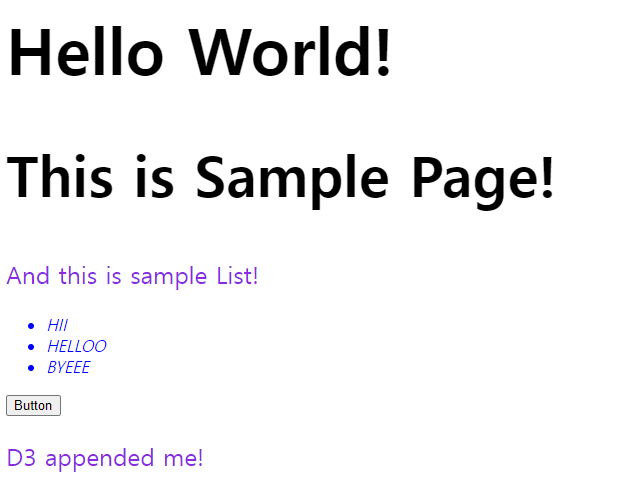 Hello World!
This is Sample Page!
And this is sample List!
HII
HELLOO
BYEEE
Button
D3 appended me!